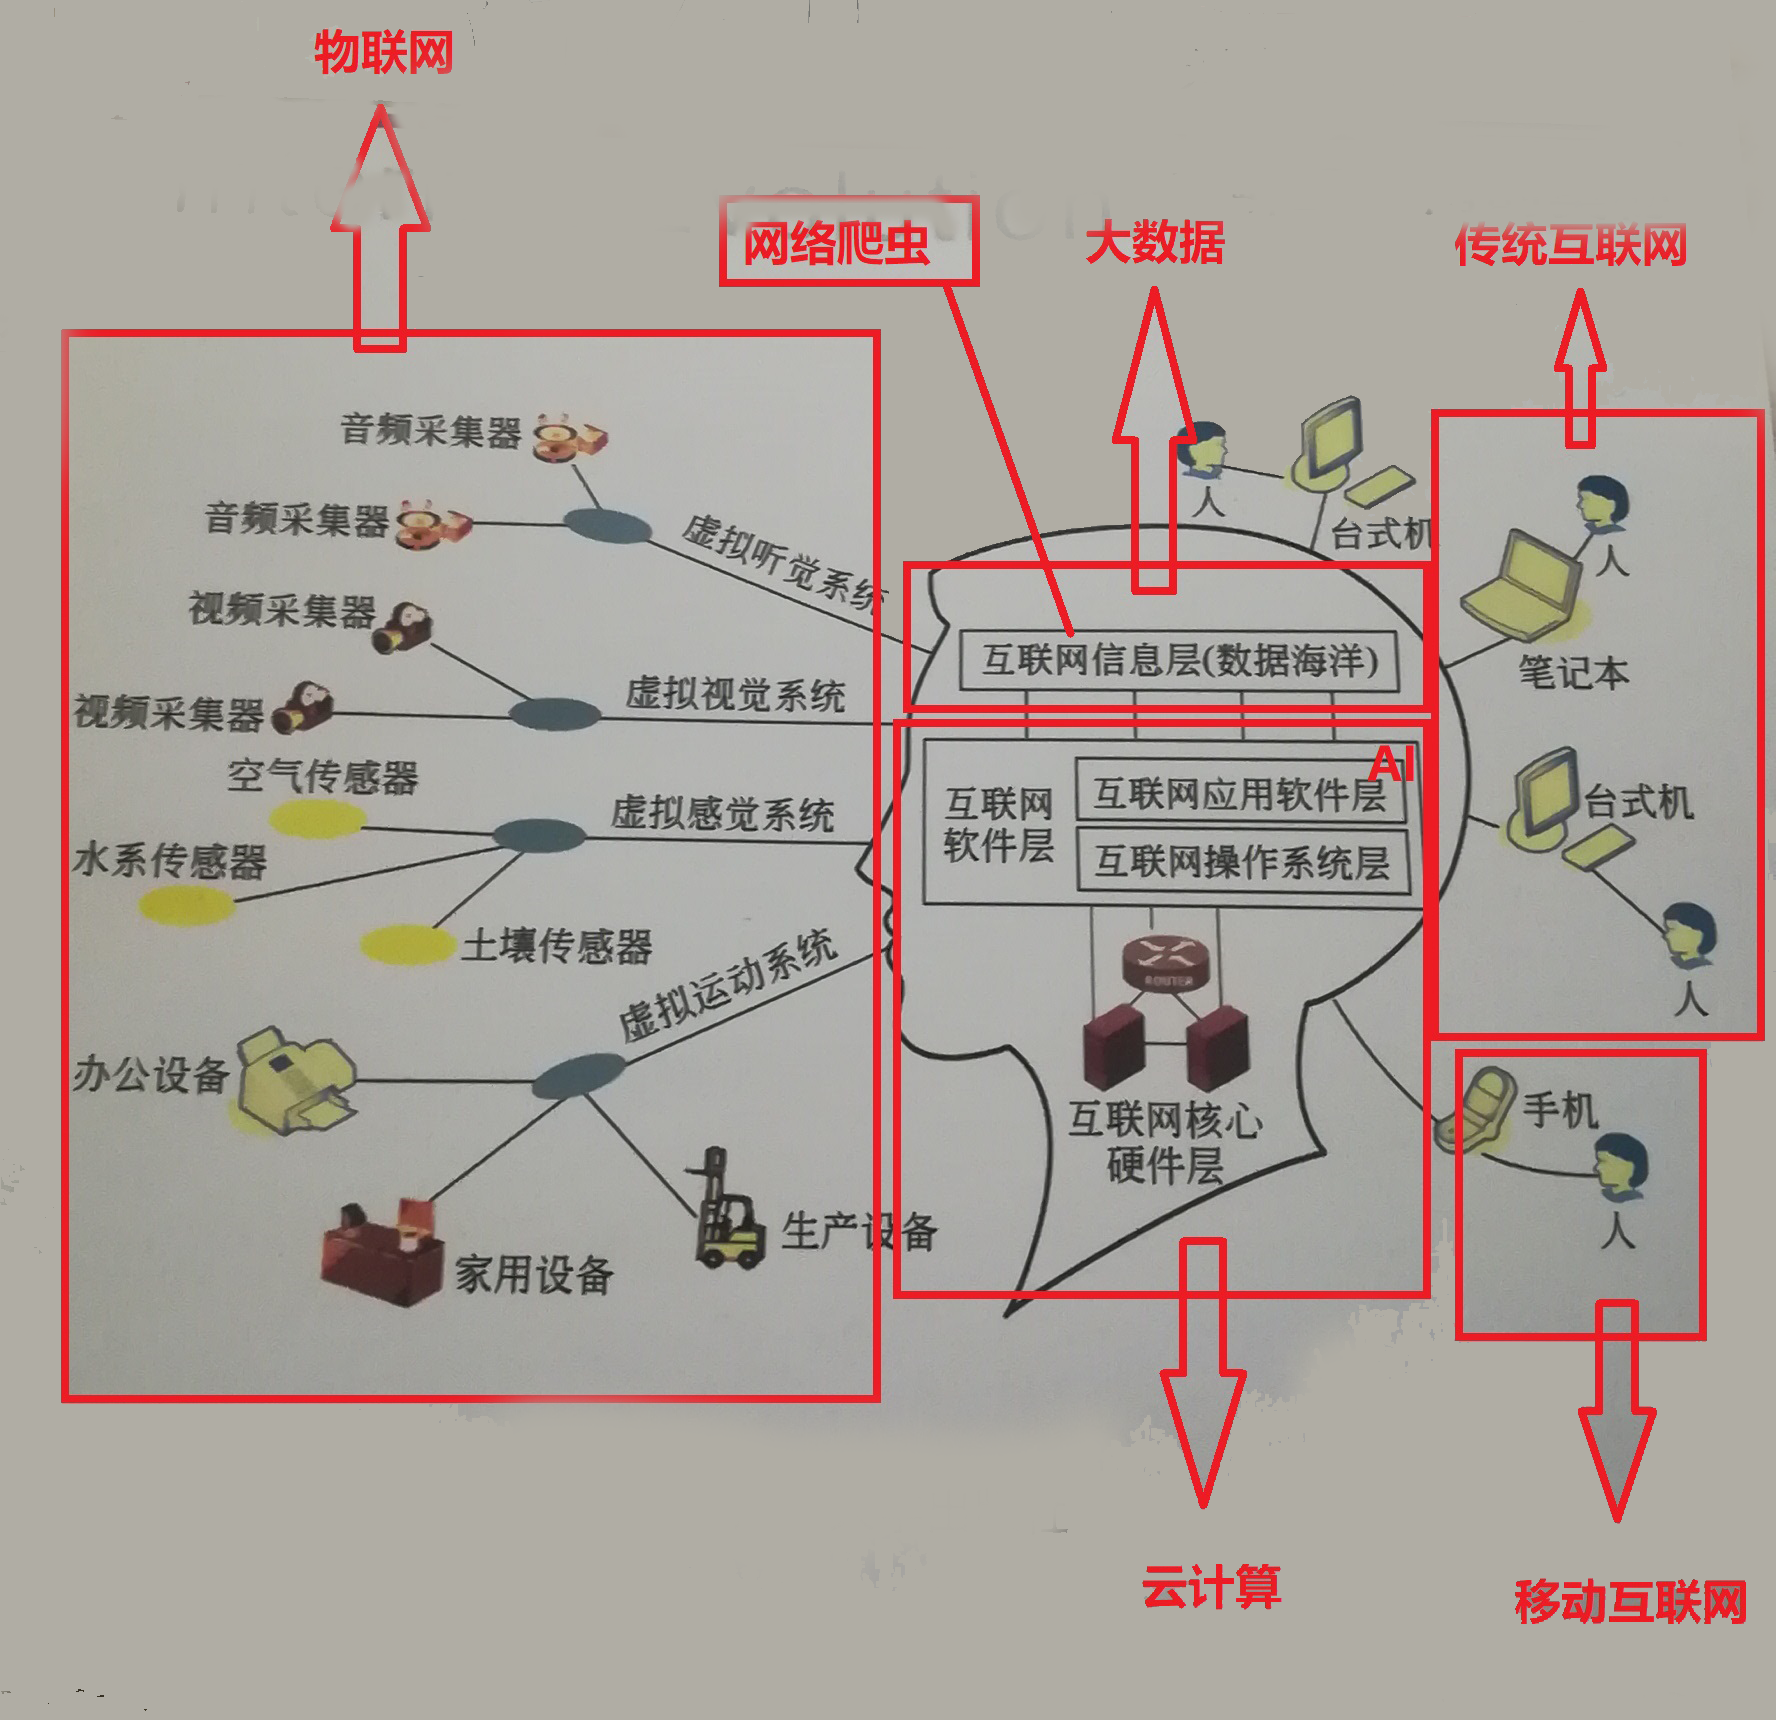 物联网
网络爬虫
大数据
传统互联网
音频采集器
人
台式机
音频采集器
虚拟听觉系统
人
视频采集器
互联网信息层(数据海洋)
笔记本
视频采集器
虚拟视觉系统
AI
空气传感器
虚拟感觉系统
互联网
软件层
互联网应用软件层
台式机
水系传感器
互联网操作系统层
土壤传感器
虚拟运动系统
ROUTER
人
办公设备
互联网核心
硬件层
手机
家用设备
生产设备
人
云计算
移动互联网